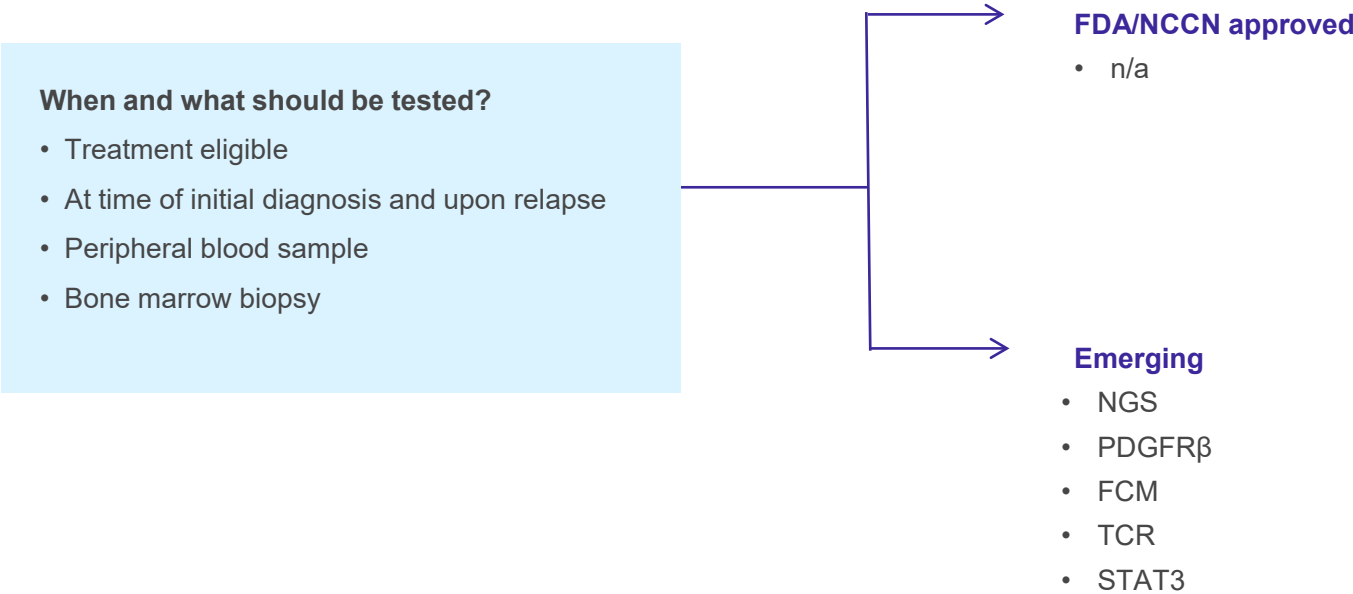 When and what should be tested?
• Treatment eligible
• At time of initial diagnosis and upon relapse
• Peripheral blood sample
• Bone marrow biopsy
FDA/NCCN approved
• n/a
Emerging
• NGS
• PDGFRβ
• FCM
• TCR
• STAT3